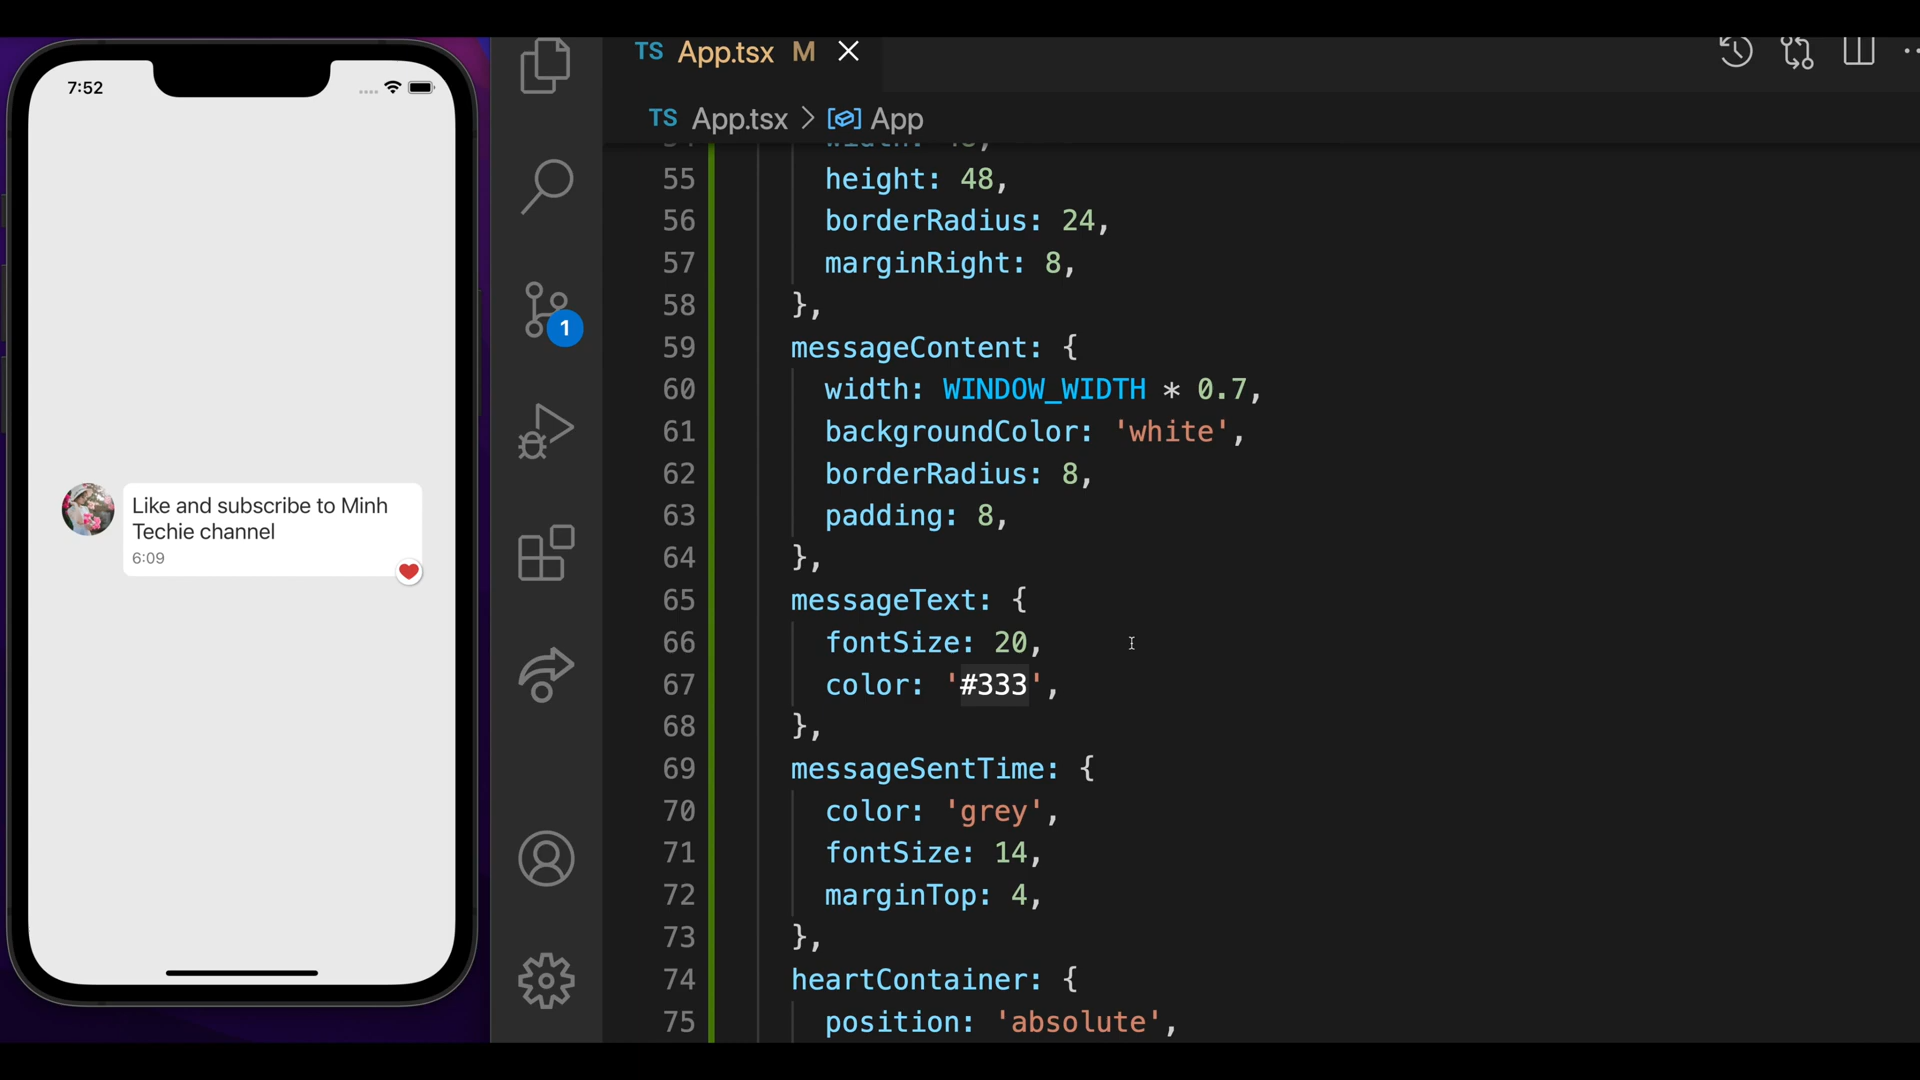 7:52
Like and subscribe to Minh
Techie channel
6:09
1
TS App.tsx M
TS App.tsx > App
55 height: 48,
56 borderRadius: 24,
57 marginRight: 8,
58 },
59 messageContent: {
60 width: WINDOW_WIDTH * 0.7,
61 backgroundColor: 'white',
62 borderRadius: 8,
63 padding: 8,
64 },
65 messageText: {
66 fontSize: 20,
67 color: '#333',
68 },
69 messageSentTime: {
70 color: 'grey',
71 fontSize: 14,
72 marginTop: 4,
73 },
74 heartContainer: {
75 position: 'absolute',